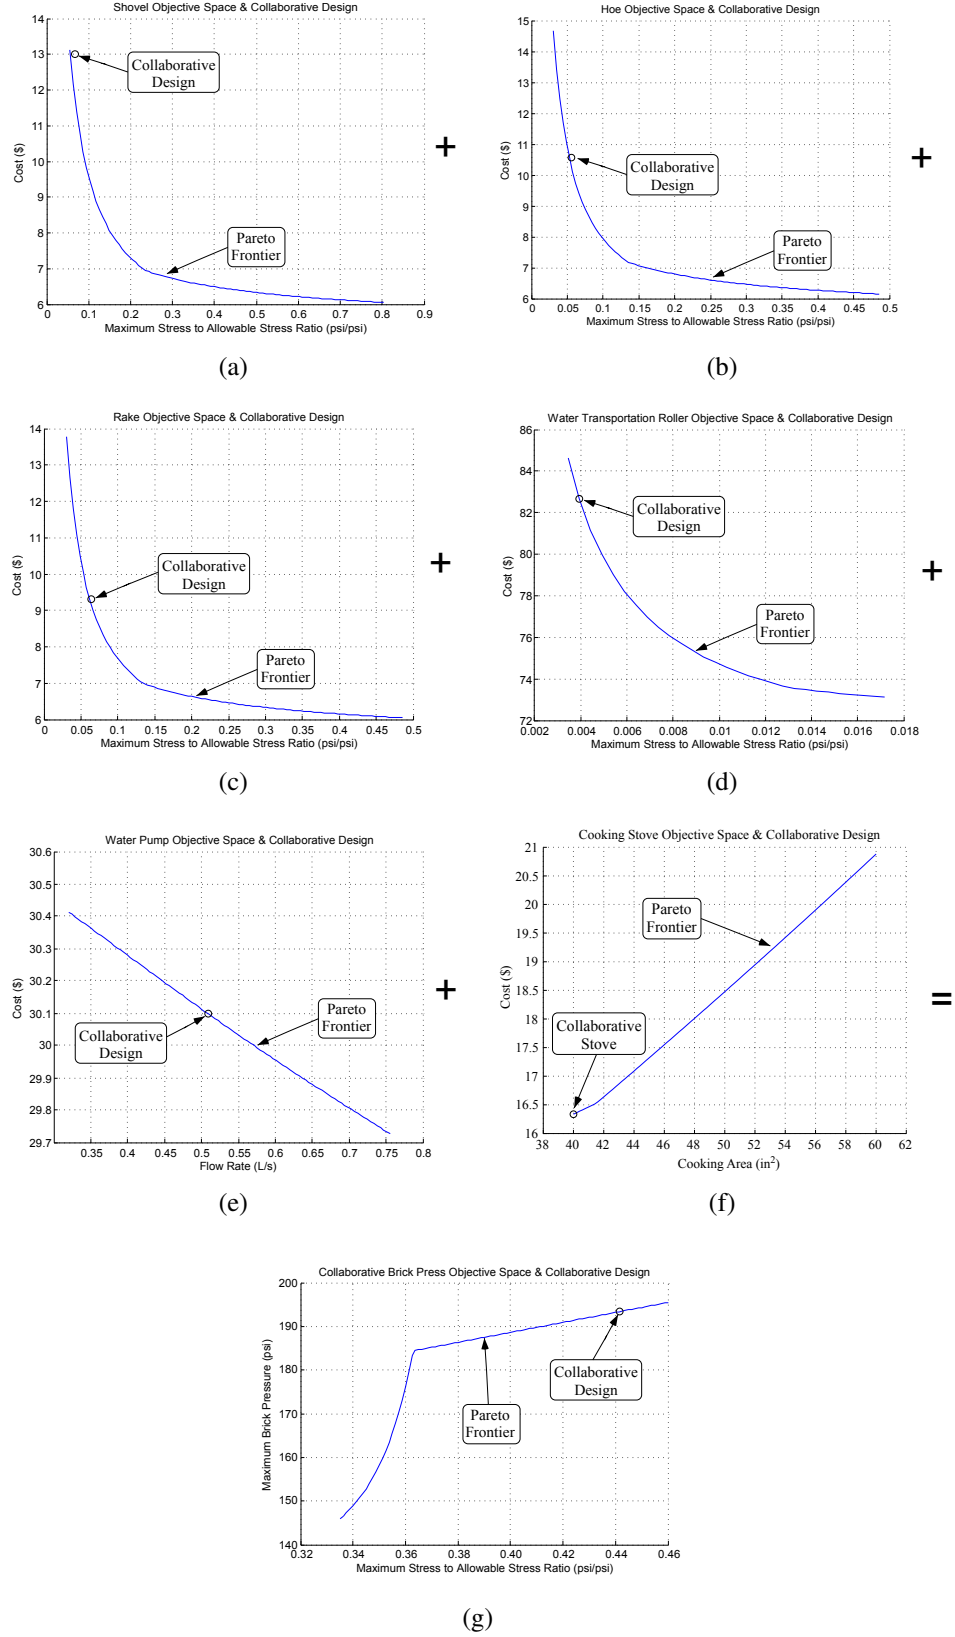 Shovel Objective Space & Collaborative Design
14
13
12
11
10
9
8
7
6
Cost ($)
Collaborative
Design
Pareto
Frontier
0 0.1 0.2 0.3 0.4 0.5 0.6 0.7 0.8 0.9
Maximum Stress to Allowable Stress Ratio (psi/psi)
(a)
+
Hoe Objective Space & Collaborative Design
15
14
13
12
11
10
9
8
7
6
Cost ($)
Collaborative
Design
Pareto
Frontier
0 0.05 0.1 0.15 0.2 0.25 0.3 0.35 0.4 0.45 0.5
Maximum Stress to Allowable Stress Ratio (psi/psi)
(b)
+
Rake Objective Space & Collaborative Design
14
13
12
11
10
9
8
7
6
Cost ($)
Collaborative
Design
Pareto
Frontier
0 0.05 0.1 0.15 0.2 0.25 0.3 0.35 0.4 0.45 0.5
Maximum Stress to Allowable Stress Ratio (psi/psi)
(c)
+
Water Transportation Roller Objective Space & Collaborative Design
86
84
82
80
78
76
74
72
Cost ($)
Collaborative
Design
Pareto
Frontier
0.002 0.004 0.006 0.008 0.01 0.012 0.014 0.016 0.018
Maximum Stress to Allowable Stress Ratio (psi/psi)
(d)
+
Water Pump Objective Space & Collaborative Design
30.6
30.5
30.4
30.3
30.2
30.1
30
29.9
29.8
29.7
Cost ($)
Collaborative
Design
Pareto
Frontier
0.35 0.4 0.45 0.5 0.55 0.6 0.65 0.7 0.75 0.8
Flow Rate (L/s)
(e)
+
Cooking Stove Objective Space & Collaborative Design
21
20.5
20
19.5
19
18.5
18
17.5
17
16.5
16
Cost ($)
Pareto
Frontier
Collaborative
Stove
38 40 42 44 46 48 50 52 54 56 58 60 62
Cooking Area (in²)
(f)
=
Collaborative Brick Press Objective Space & Collaborative Design
200
190
180
170
160
150
140
Maximum Brick Pressure (psi)
Collaborative
Design
Pareto
Frontier
0.32 0.34 0.36 0.38 0.40 0.42 0.44 0.46
Maximum Stress to Allowable Stress Ratio (psi/psi)
(g)